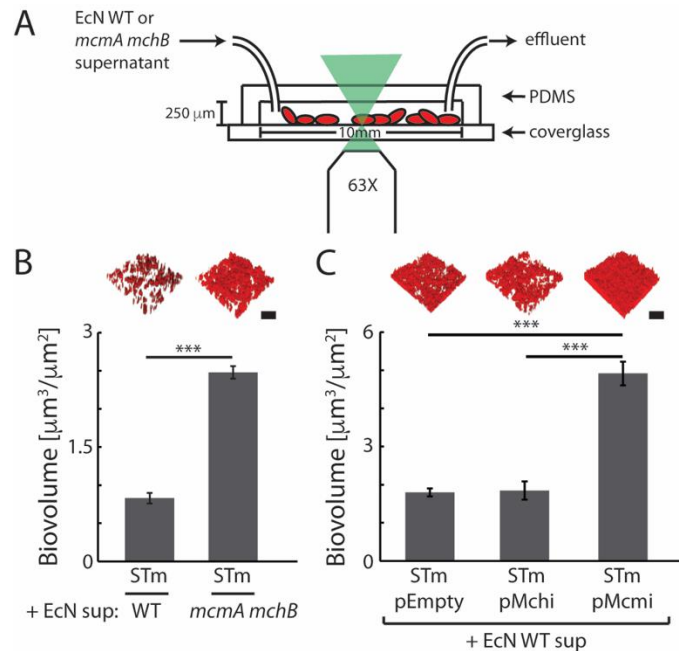 A
EcN WT or
mcmA mchB
supernatant
effluent
PDMS
250 μm
10mm
coverglass
63X
B
***
Biovolume [μm³/μm²]
3
1.5
0
STm
STm
+ EcN sup: WT mcmA mchB
C
***
***
Biovolume [μm³/μm²]
6
4
2
0
STm
pEmpty
STm
pMchi
STm
pMcmi
+ EcN WT sup